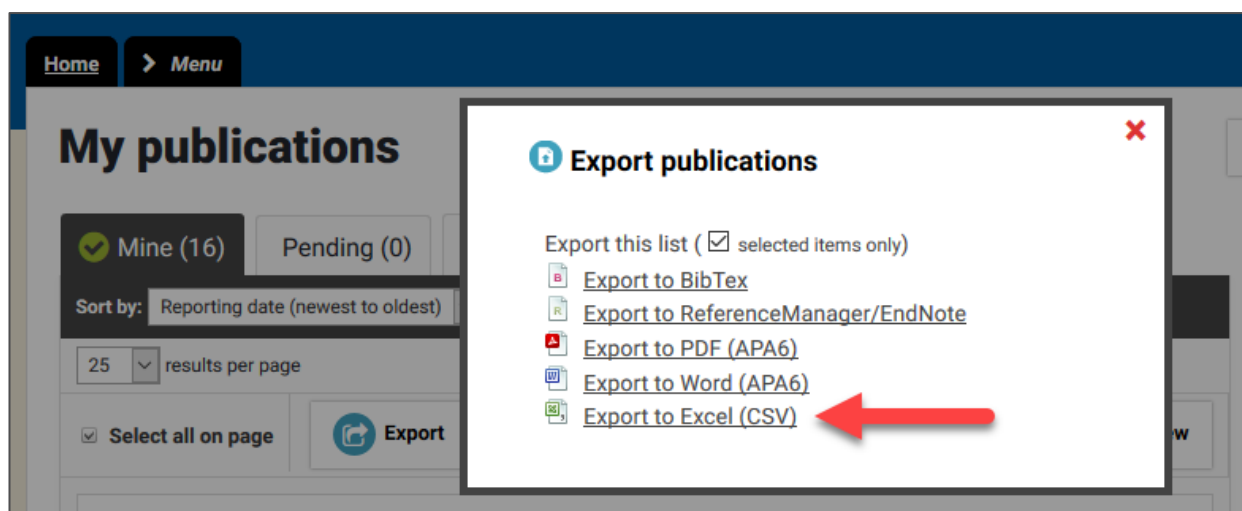 Home > Menu
My publications
Mine (16)
Pending (0)
Sort by: Reporting date (newest to oldest)
25 results per page
Select all on page
Export
Export publications
Export this list ( selected items only)
Export to BibTex
Export to ReferenceManager/EndNote
Export to PDF (APA6)
Export to Word (APA6)
Export to Excel (CSV)